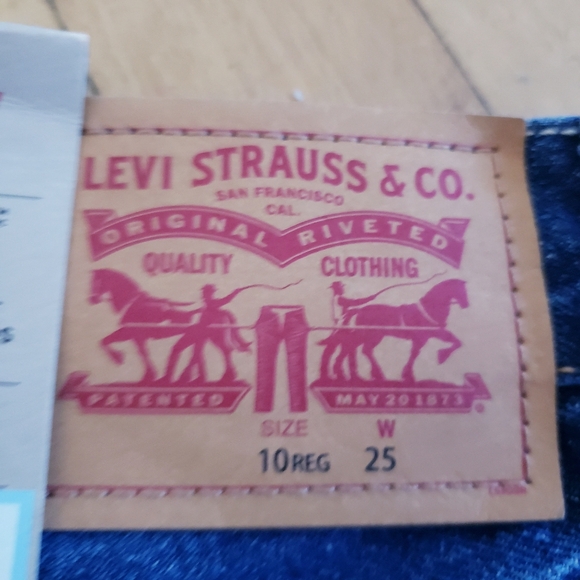 LEVI STRAUSS & CO.
SAN FRANCISCO
CAL.
ORIGINAL RIVETED
QUALITY CLOTHING
PATENTED MAY 20 1873
SIZE W
10REG 25